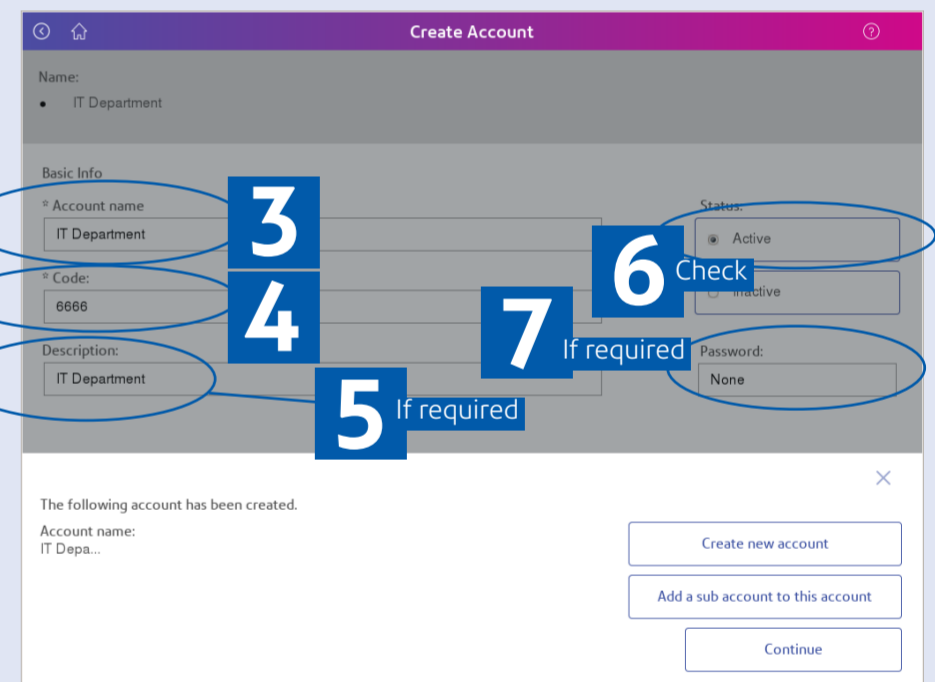 Create Account
?
Name:
• IT Department
Basic Info
* Account name
IT Department
3
Status:
Active
6
Check
* Code:
6666
4
Inactive
7
If required
Description:
IT Department
5
If required
Password:
None
The following account has been created.
Account name:
IT Depa...
Create new account
Add a sub account to this account
Continue